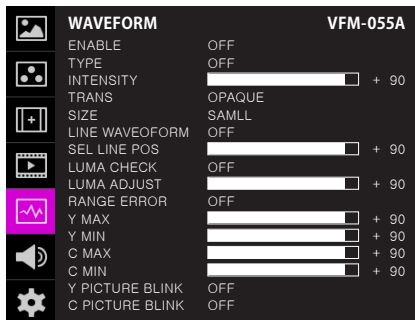 WAVEFORM VFM-055A
ENABLE OFF
TYPE OFF
INTENSITY + 90
TRANS OPAQUE
SIZE SAMLL
LINE WAVEOFORM OFF
SEL LINE POS + 90
LUMA CHECK OFF
LUMA ADJUST + 90
RANGE ERROR OFF
Y MAX + 90
Y MIN + 90
C MAX + 90
C MIN + 90
Y PICTURE BLINK OFF
C PICTURE BLINK OFF